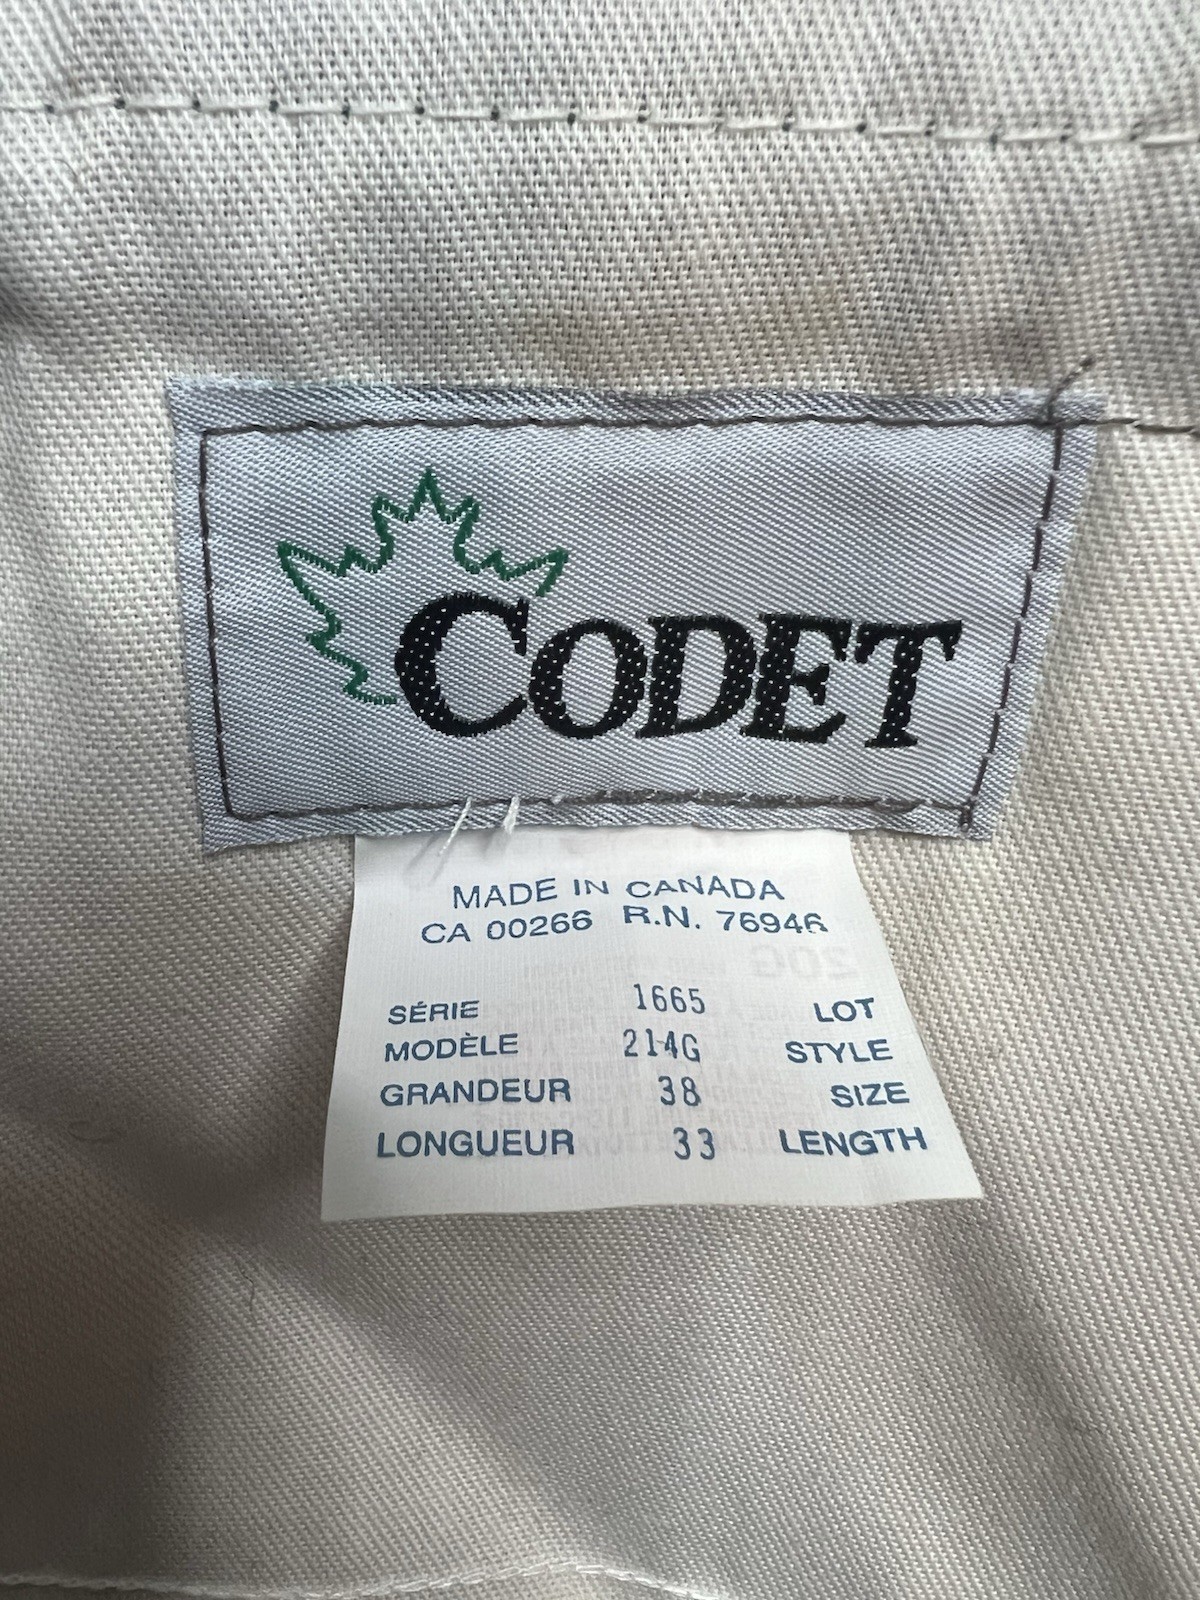 CODET
MADE IN CANADA
CA 00266 R.N. 76946
SÉRIE 1665 LOT
MODÈLE 214G STYLE
GRANDEUR 38 SIZE
LONGUEUR 33 LENGTH